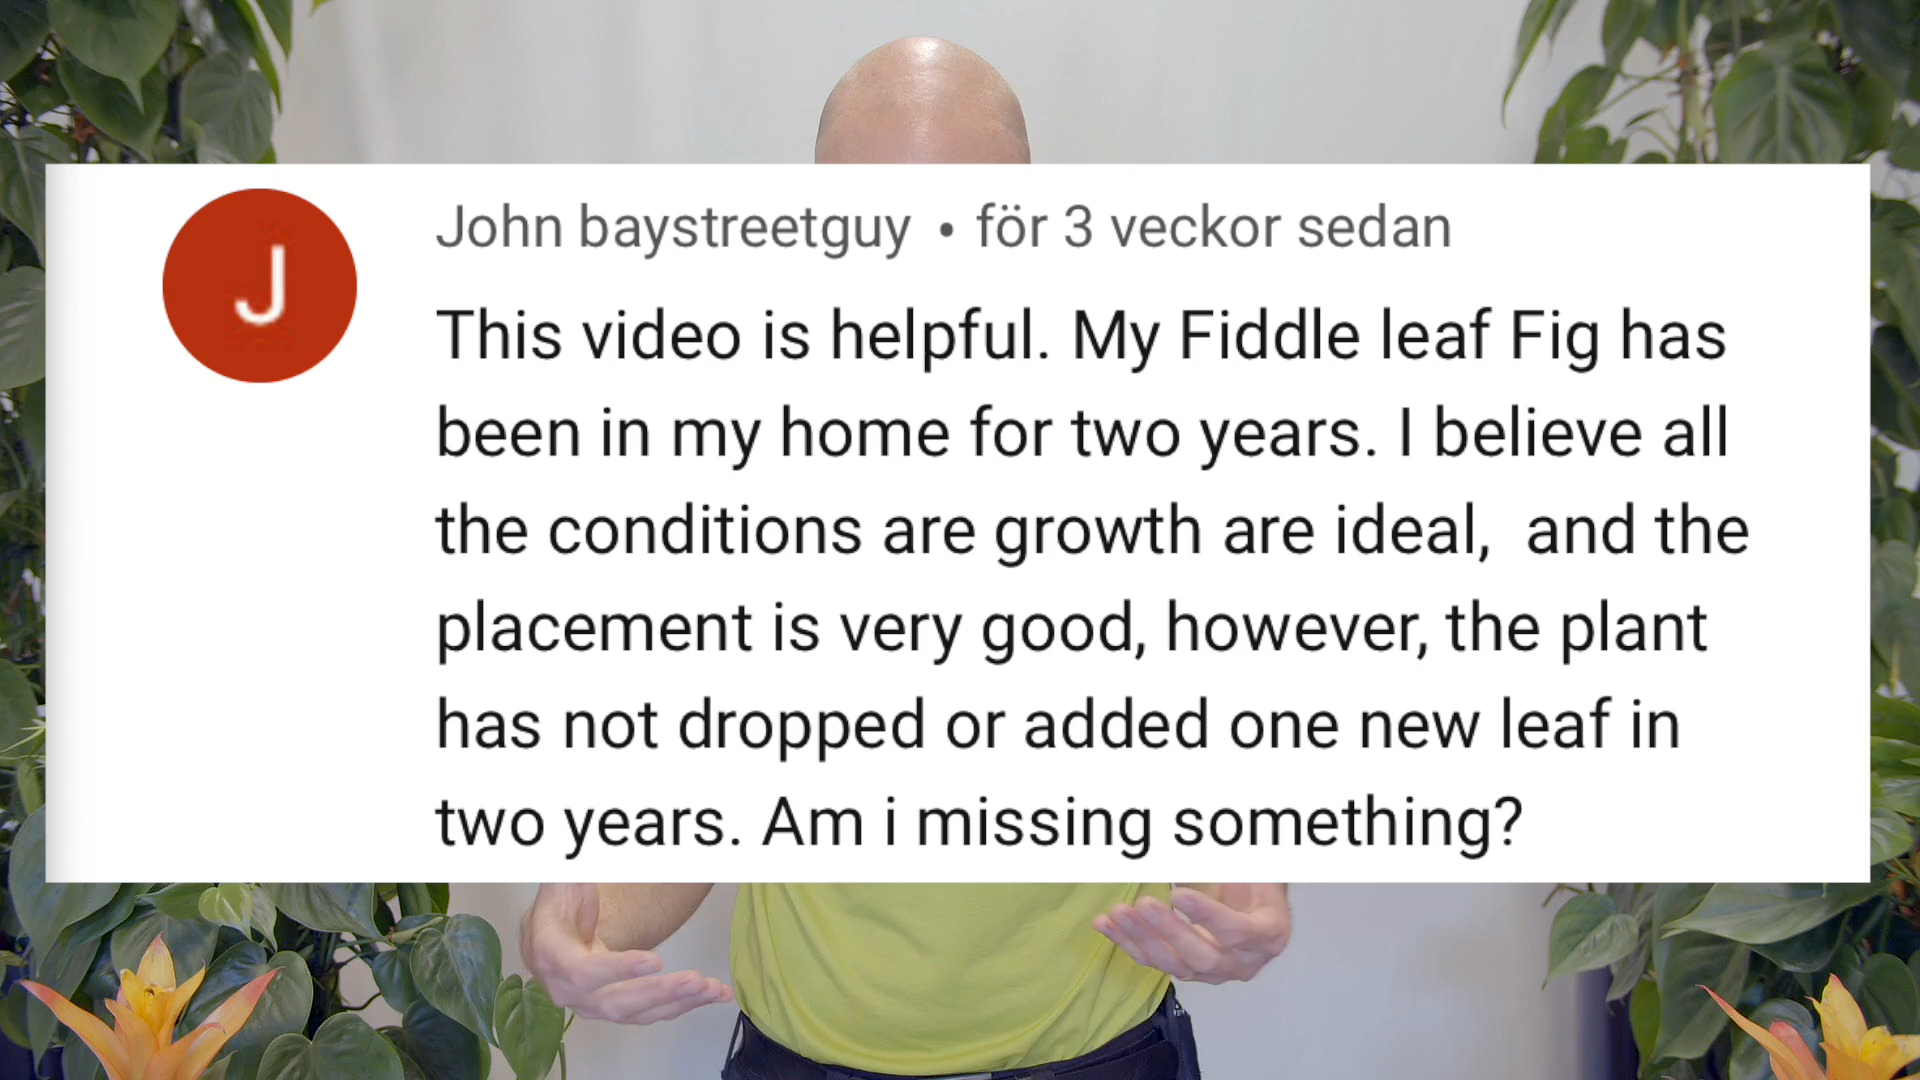 J
John baystreetguy • för 3 veckor sedan
This video is helpful. My Fiddle leaf Fig has
been in my home for two years. I believe all
the conditions are growth are ideal,  and the
placement is very good, however, the plant
has not dropped or added one new leaf in
two years. Am i missing something?